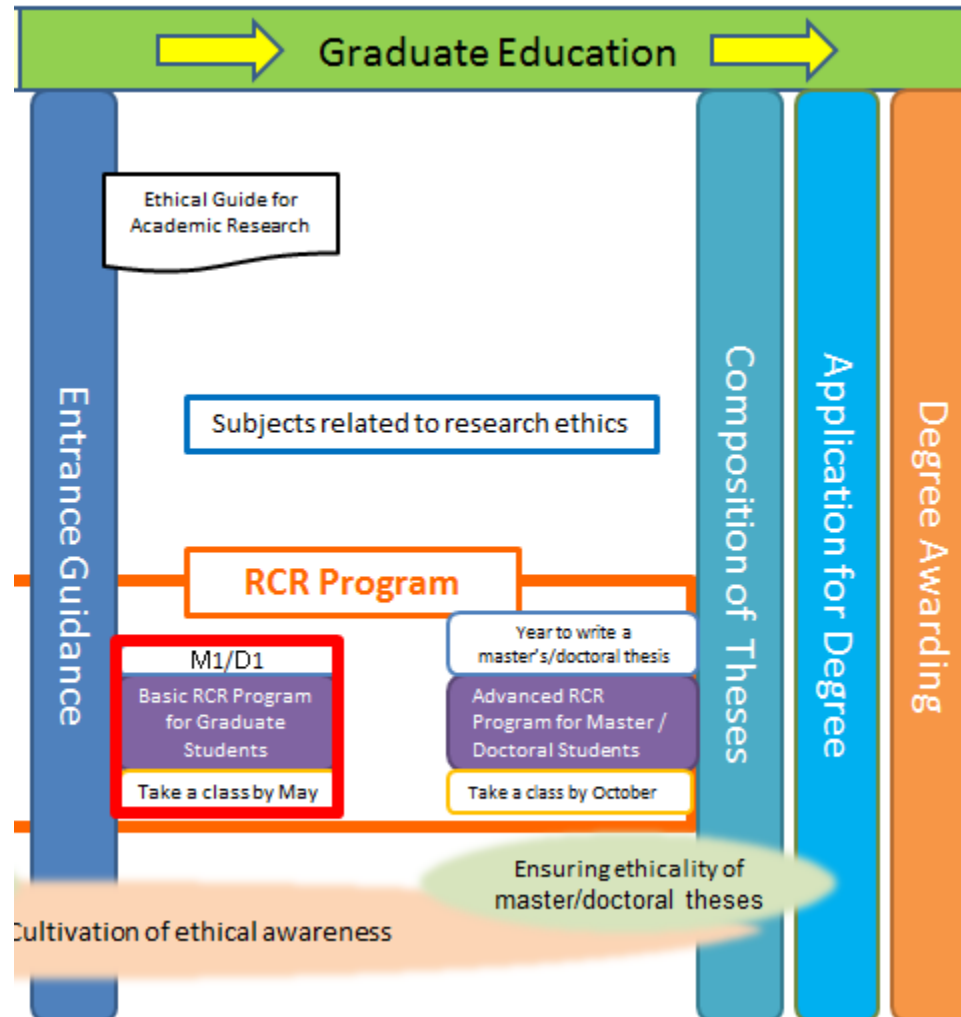 Graduate Education
Ethical Guide for
Academic Research
Entrance Guidance
Subjects related to research ethics
Composition of Theses
Application for Degree
Degree Awarding
RCR Program
M1/D1
Basic RCR Program
for Graduate
Students
Take a class by May
Year to write a
master's/doctoral thesis
Advanced RCR
Program for Master /
Doctoral Students
Take a class by October
Ensuring ethicality of
master/doctoral theses
Cultivation of ethical awareness